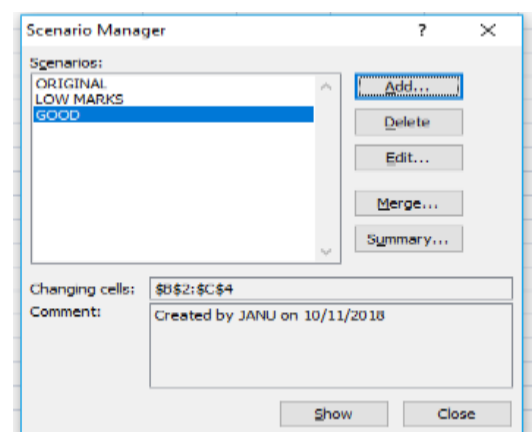 Scenario Manager ? ×
Scenarios:
ORIGINAL
LOW MARKS
GOOD
Add...
Delete
Edit...
Merge...
Summary...
Changing cells: $B$2:$C$4
Comment: Created by JANU on 10/11/2018
Show Close